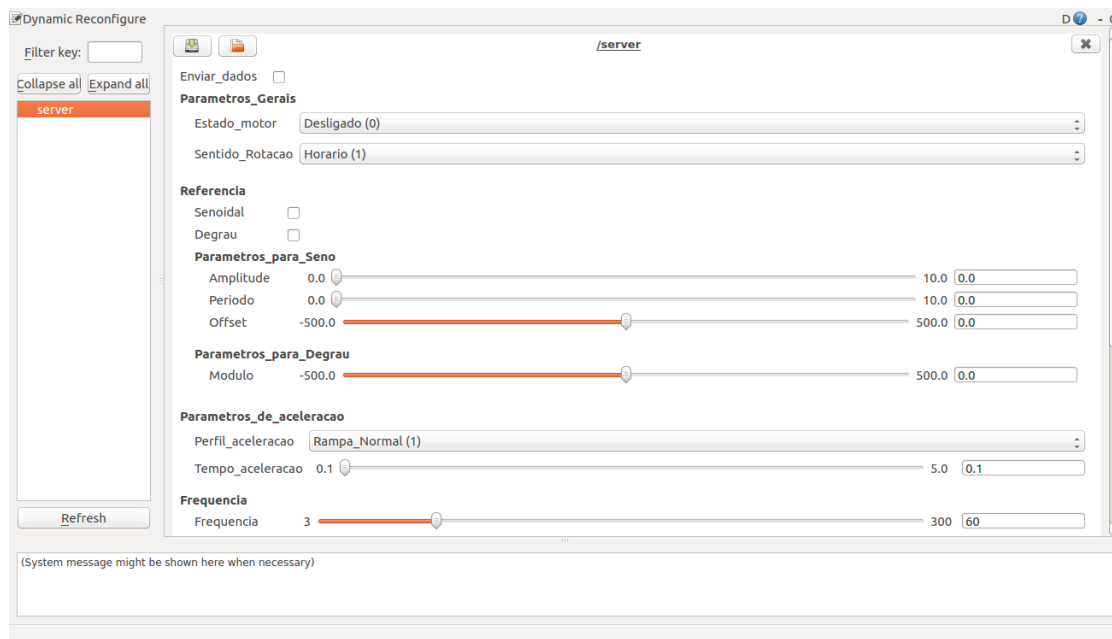 Dynamic Reconfigure
D
-
Filter key:
Collapse all Expand all
server
Refresh
/server
Enviar_dados
Parametros_Gerais
Estado_motor Desligado (0)
Sentido_Rotacao Horario (1)
Referencia
Senoidal
Degrau
Parametros_para_Seno
Amplitude 0.0 10.0 0.0
Periodo 0.0 10.0 0.0
Offset -500.0 500.0 0.0
Parametros_para_Degrau
Modulo -500.0 500.0 0.0
Parametros_de_aceleracao
Perfil_aceleracao Rampa_Normal (1)
Tempo_aceleracao 0.1 5.0 0.1
Frequencia
Frequencia 3 300 60
(System message might be shown here when necessary)